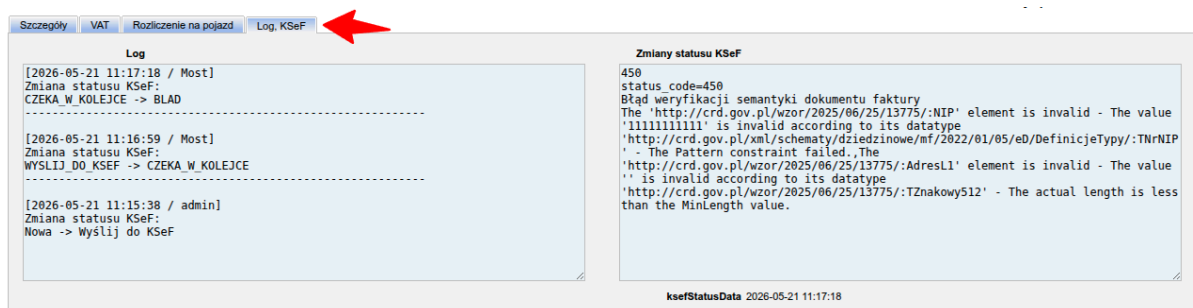 Szczegóły VAT Rozliczenie na pojazd Log, KSeF
Log
[2026-05-21 11:17:18 / Most]
Zmiana statusu KSeF:
CZEKA_W_KOLEJCE -> BLAD
------------------------------------------------------------
[2026-05-21 11:16:59 / Most]
Zmiana statusu KSeF:
WYSLIJ_DO_KSEF -> CZEKA_W_KOLEJCE
------------------------------------------------------------
[2026-05-21 11:15:38 / admin]
Zmiana statusu KSeF:
Nowa -> Wyślij do KSeF
Zmiany statusu KSeF
450
status_code=450
Błąd weryfikacji semantyki dokumentu faktury
The 'http://crd.gov.pl/wzor/2025/06/25/13775/:NIP' element is invalid - The value
'11111111111' is invalid according to its datatype
'http://crd.gov.pl/xml/schematy/dziedzinowe/mf/2022/01/05/eD/DefinicjeTypy/:TNrNIP
' - The Pattern constraint failed.,The
'http://crd.gov.pl/wzor/2025/06/25/13775/:AdresL1' element is invalid - The value
'' is invalid according to its datatype
'http://crd.gov.pl/wzor/2025/06/25/13775/:TZnakowy512' - The actual length is less
than the MinLength value.
ksefStatusData 2026-05-21 11:17:18